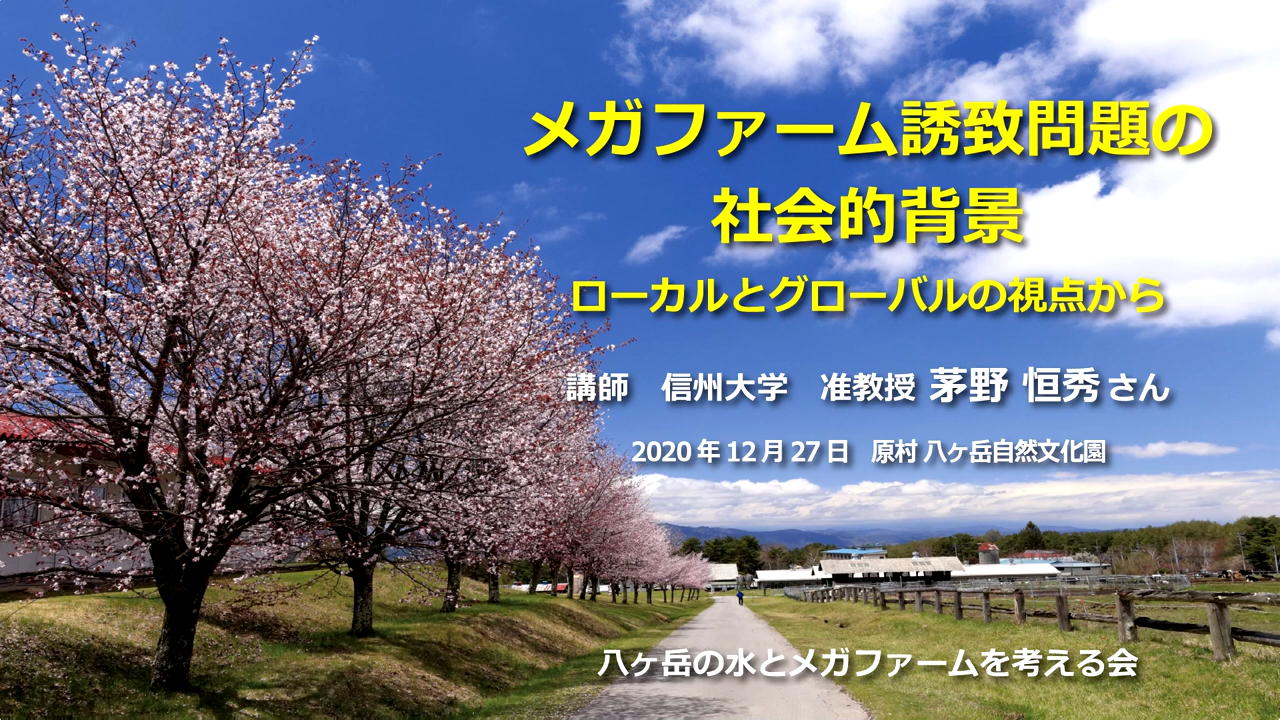 メガファーム誘致問題の
社会的背景
ローカルとグローバルの視点から
講師　信州大学　准教授 茅野 恒秀 さん
2020 年 12 月 27 日　原村 八ヶ岳自然文化園
八ヶ岳の水とメガファームを考える会